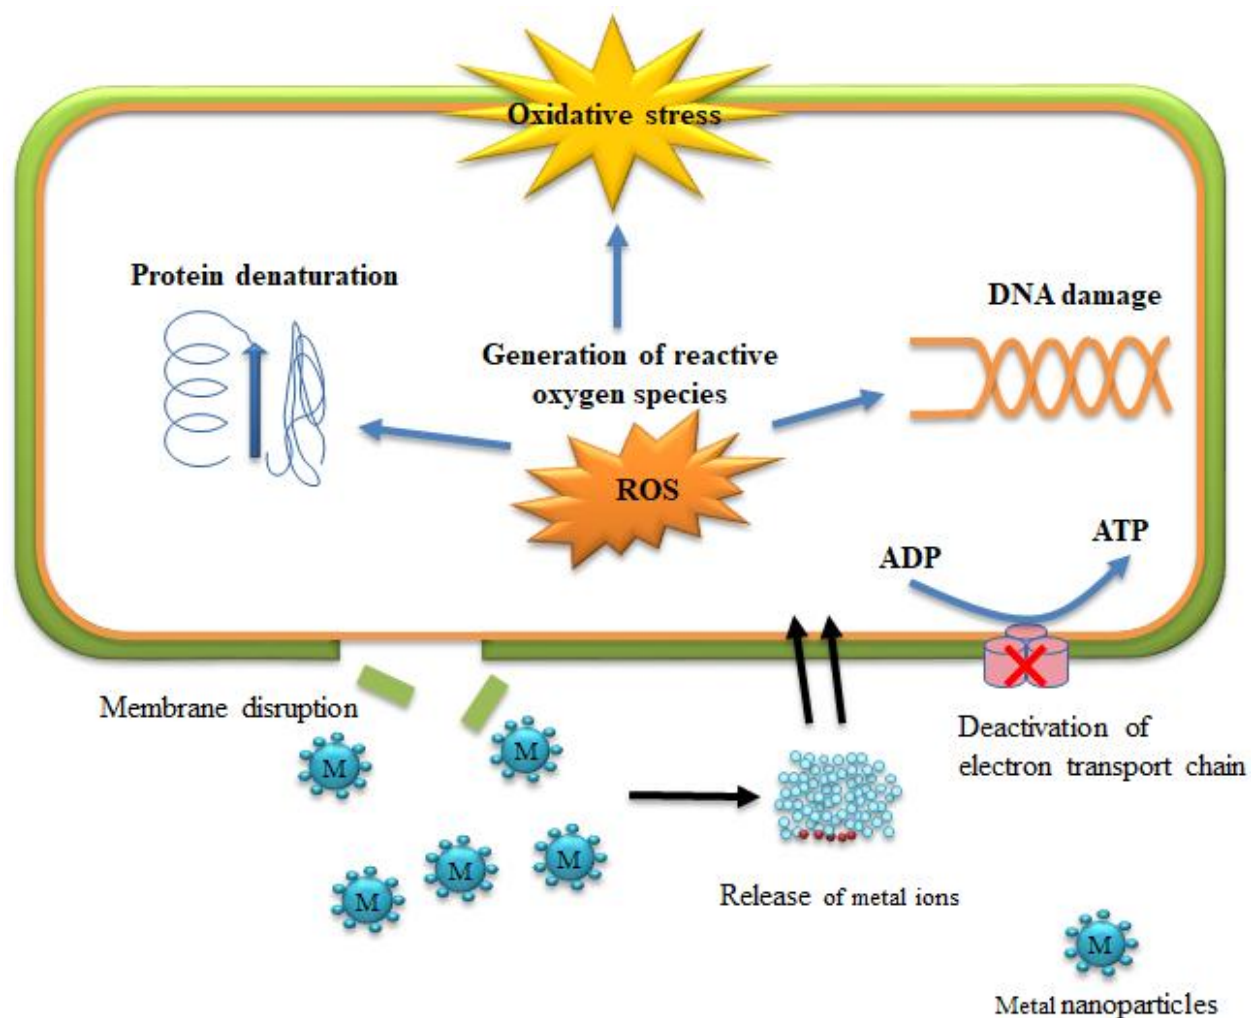 Oxidative stress
Protein denaturation
DNA damage
Generation of reactive
oxygen species
ROS
ADP
ATP
Membrane disruption
Deactivation of
electron transport chain
M
M
M
M
M
Release of metal ions
M
Metal nanoparticles